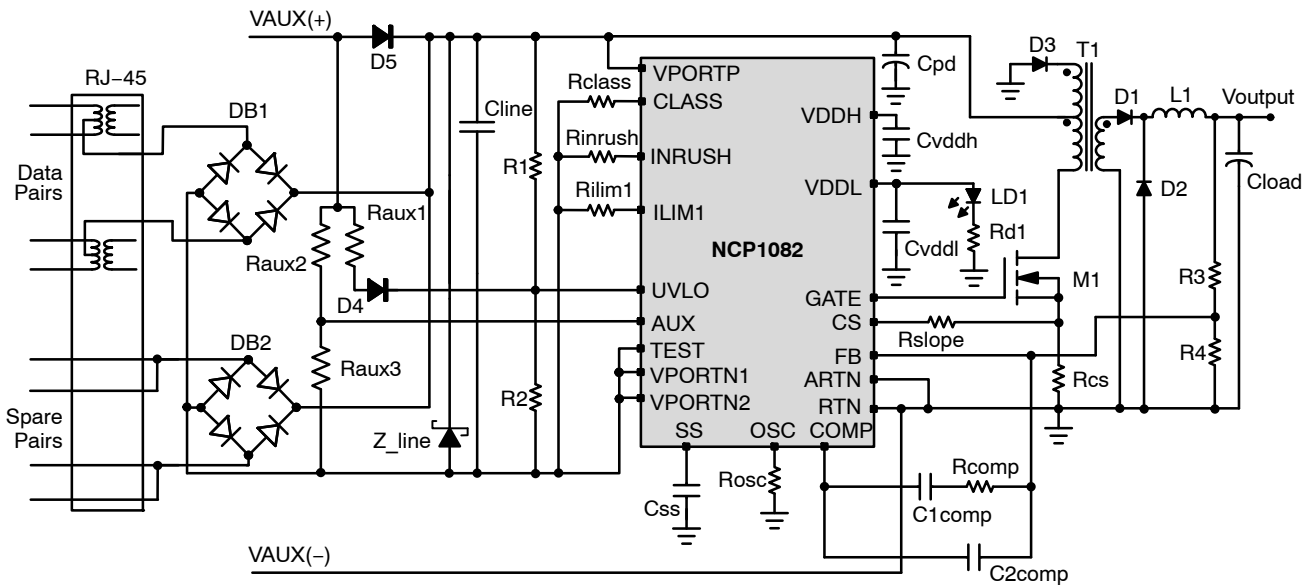 VAUX(+)
D5
RJ−45
Data
Pairs
Spare
Pairs
DB1
DB2
Raux1
Raux2
Raux3
D4
Z_line
Cline
R1
R2
Rclass
Rinrush
Rilim1
VPORTP
CLASS
INRUSH
ILIM1
NCP1082
UVLO
AUX
TEST
VPORTN1
VPORTN2
SS
OSC
COMP
VDDH
VDDL
GATE
CS
FB
ARTN
RTN
Cpd
Cvddh
Cvddl
LD1
Rd1
D3
T1
D1
L1
Voutput
Cload
D2
M1
R3
R4
Rslope
Rcs
Css
Rosc
Rcomp
C1comp
C2comp
VAUX(−)